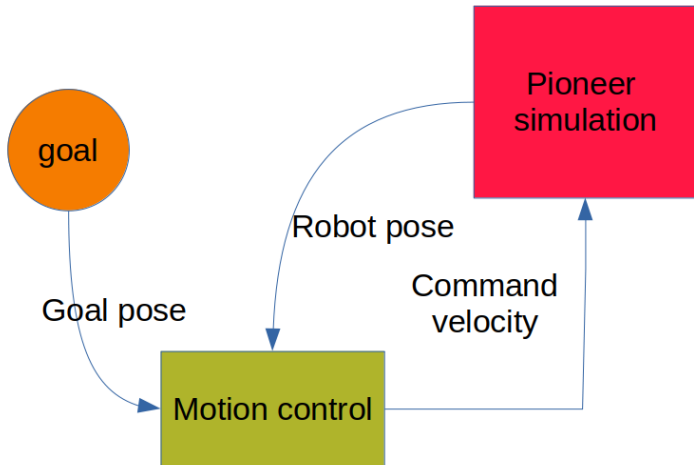 Pioneer
simulation
goal
Robot pose
Goal pose
Command
velocity
Motion control